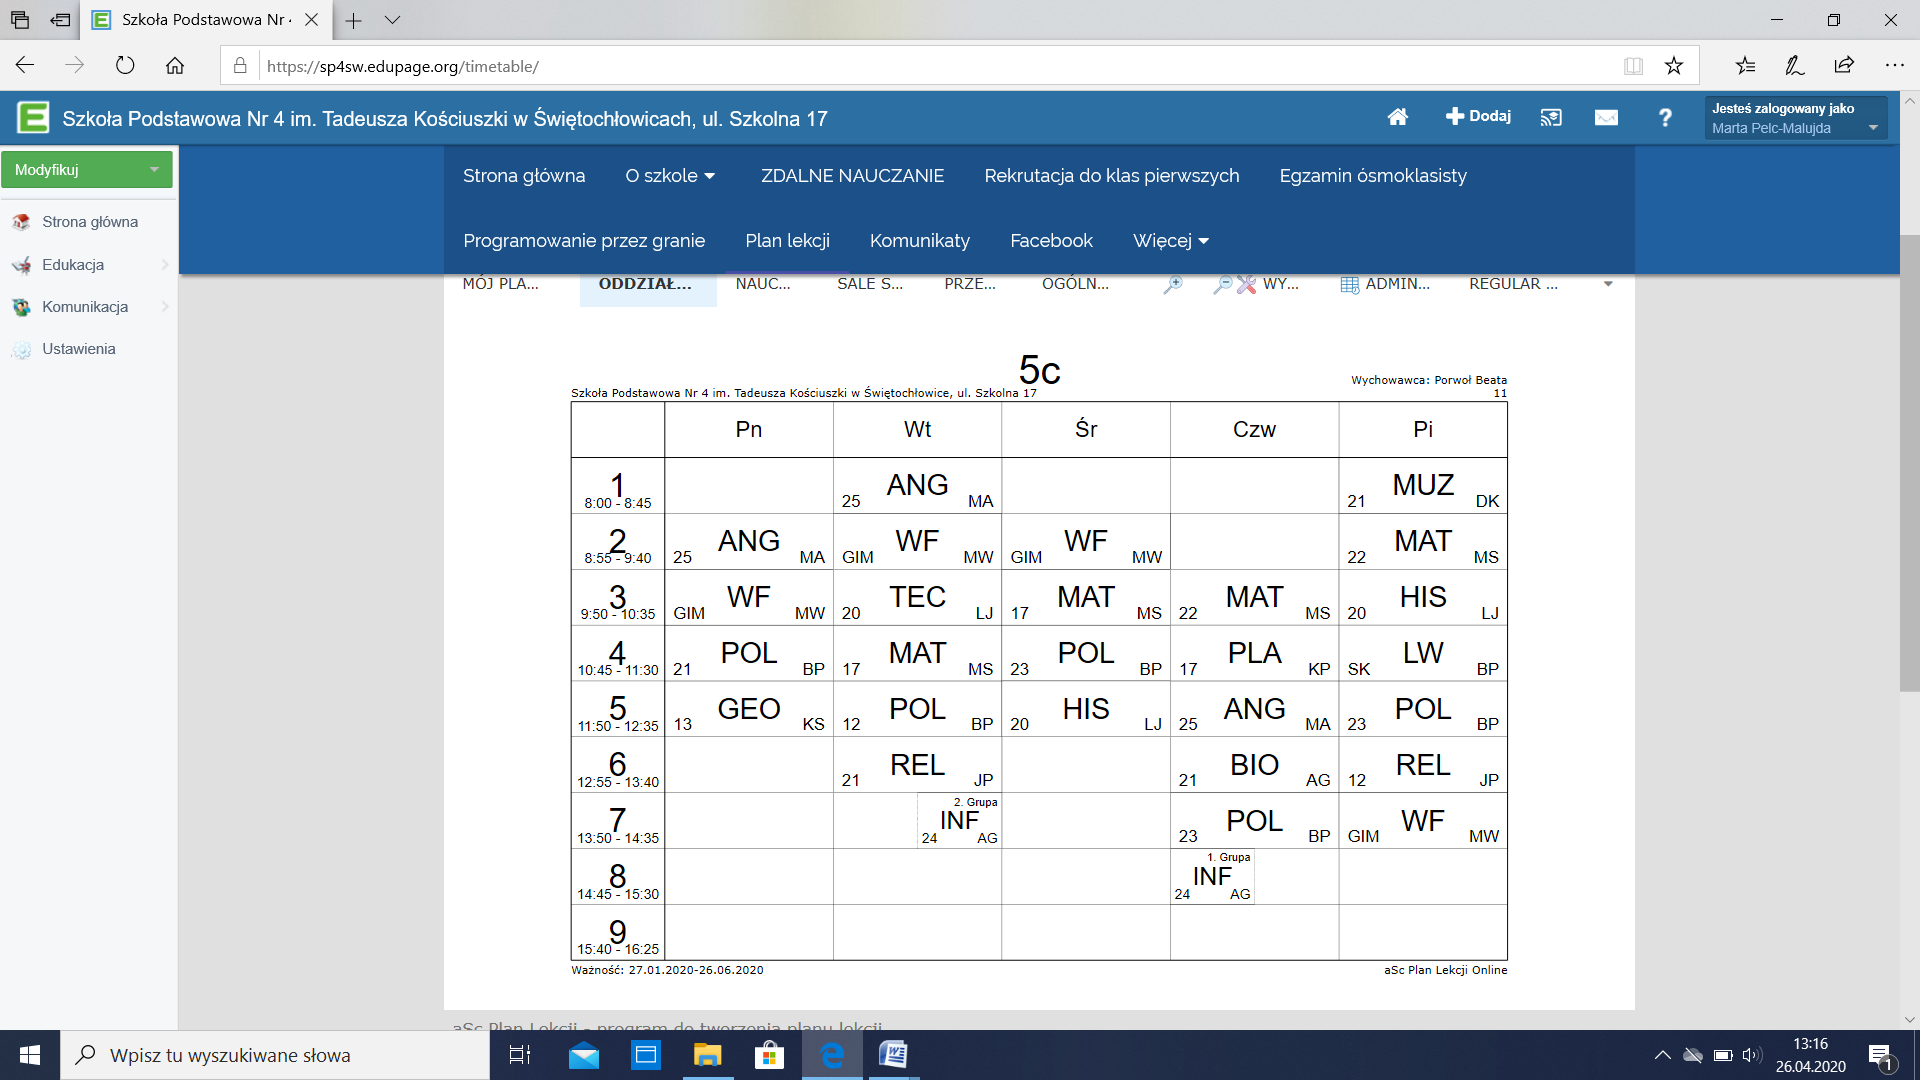 Szkoła Podstawowa Nr
https://sp4sw.edupage.org/timetable/
Szkoła Podstawowa Nr 4 im. Tadeusza Kościuszki w Świętochłowicach, ul. Szkolna 17
Dodaj
?
Jesteś zalogowany jako
Marta Pelc-Malujda
Modyfikuj
Strona główna
Edukacja
Komunikacja
Ustawienia
Strona główna O szkole ZDALNE NAUCZANIE Rekrutacja do klas pierwszych Egzamin ósmoklasisty
Programowanie przez granie Plan lekcji Komunikaty Facebook Więcej
MÓJ PLA... ODDZIAŁ... NAUC... SALE S... PRZE... OGÓLN... WY... ADMIN... REGULAR ...
5c
Szkoła Podstawowa Nr 4 im. Tadeusza Kościuszki w Świętochłowice, ul. Szkolna 17
Wychowawca: Porwoł Beata
11
Pn Wt Śr Czw Pi
1 ANG MUZ
8:00 - 8:45 25 MA 21 DK
2 ANG WF WF MAT
8:55 - 9:40 25 MA GIM MW GIM MW 22 MS
3 WF TEC MAT MAT HIS
9:50 - 10:35 GIM MW 20 LJ 17 MS 22 MS 20 LJ
4 POL MAT POL PLA LW
10:45 - 11:30 21 BP 17 MS 23 BP 17 KP SK BP
5 GEO POL HIS ANG POL
11:50 - 12:35 13 KS 12 BP 20 LJ 25 MA 23 BP
6 REL BIO REL
12:55 - 13:40 21 JP 21 AG 12 JP
2. Grupa
7 INF POL WF
13:50 - 14:35 24 AG 23 BP GIM MW
1. Grupa
8 INF
14:45 - 15:30 24 AG
9
15:40 - 16:25
Ważność: 27.01.2020-26.06.2020
aSc Plan Lekcji Online
aSc Plan Lekcji - program do tworzenia planu lekcji
Wpisz tu wyszukiwane słowa
13:16
26.04.2020
1